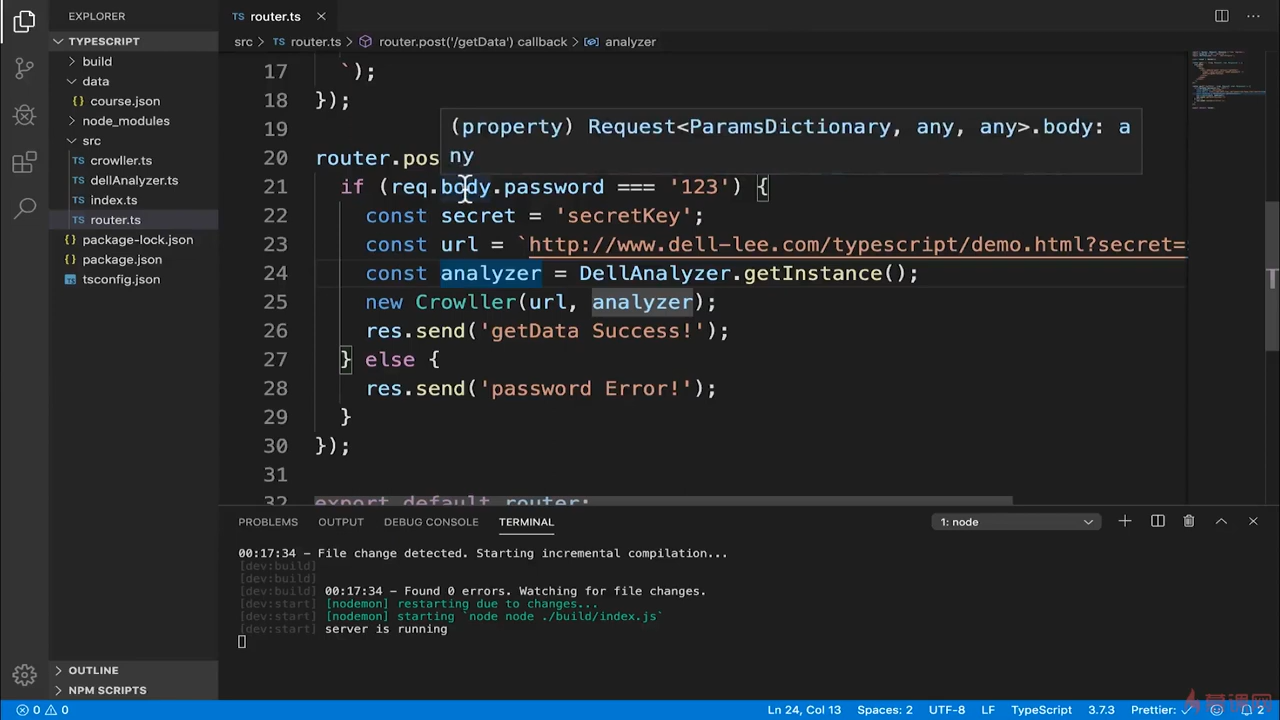 EXPLORER
TS router.ts
TYPESCRIPT
src > TS router.ts > router.post('/getData') callback > analyzer
build
data
{} course.json
node_modules
src
TS crowller.ts
TS dellAnalyzer.ts
TS index.ts
TS router.ts
{} package-lock.json
{} package.json
tsconfig.json
OUTLINE
NPM SCRIPTS
17 `);
18 });
19
(property) Request<ParamsDictionary, any, any>.body: a
ny
20 router.pos
21 if (req.body.password === '123') {
22 const secret = 'secretKey';
23 const url = `http://www.dell-lee.com/typescript/demo.html?secret=
24 const analyzer = DellAnalyzer.getInstance();
25 new Crowller(url, analyzer);
26 res.send('getData Success!');
27 } else {
28 res.send('password Error!');
29 }
30 });
31
32 export default router;
PROBLEMS OUTPUT DEBUG CONSOLE TERMINAL 1: node
00:17:34 - File change detected. Starting incremental compilation...
[dev:build]
[dev:build]
[dev:build] 00:17:34 - Found 0 errors. Watching for file changes.
[dev:start] [nodemon] restarting due to changes...
[dev:start] [nodemon] starting `node node ./build/index.js`
[dev:start] server is running
0 0 Ln 24, Col 13 Spaces: 2 UTF-8 LF TypeScript 3.7.3 Prettier: ✓ 2
慕课网